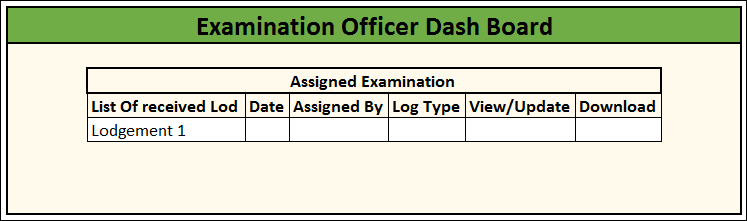 Examination Officer Dash Board
Assigned Examination
List Of received Lod Date Assigned By Log Type View/Update Download
Lodgement 1